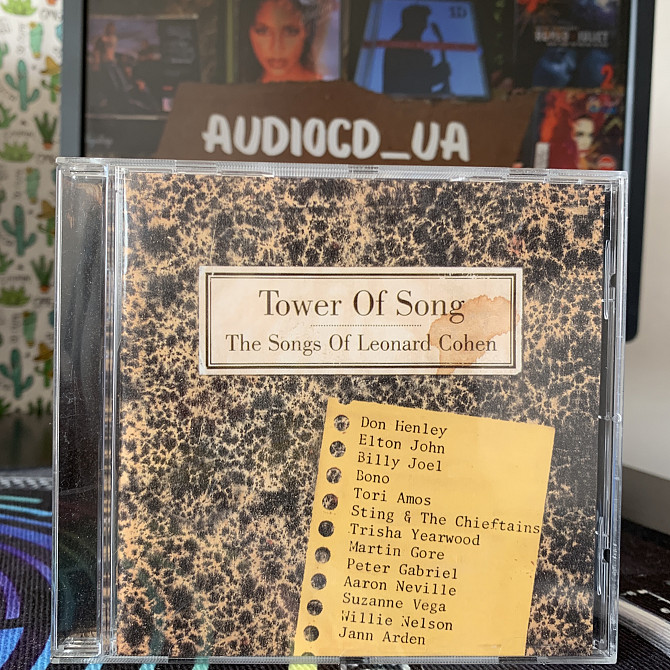 AUDIOCD_UA
Tower Of Song
The Songs Of Leonard Cohen
Don Henley
Elton John
Billy Joel
Bono
Tori Amos
Sting & The Chieftains
Trisha Yearwood
Martin Gore
Peter Gabriel
Aaron Neville
Suzanne Vega
Willie Nelson
Jann Arden